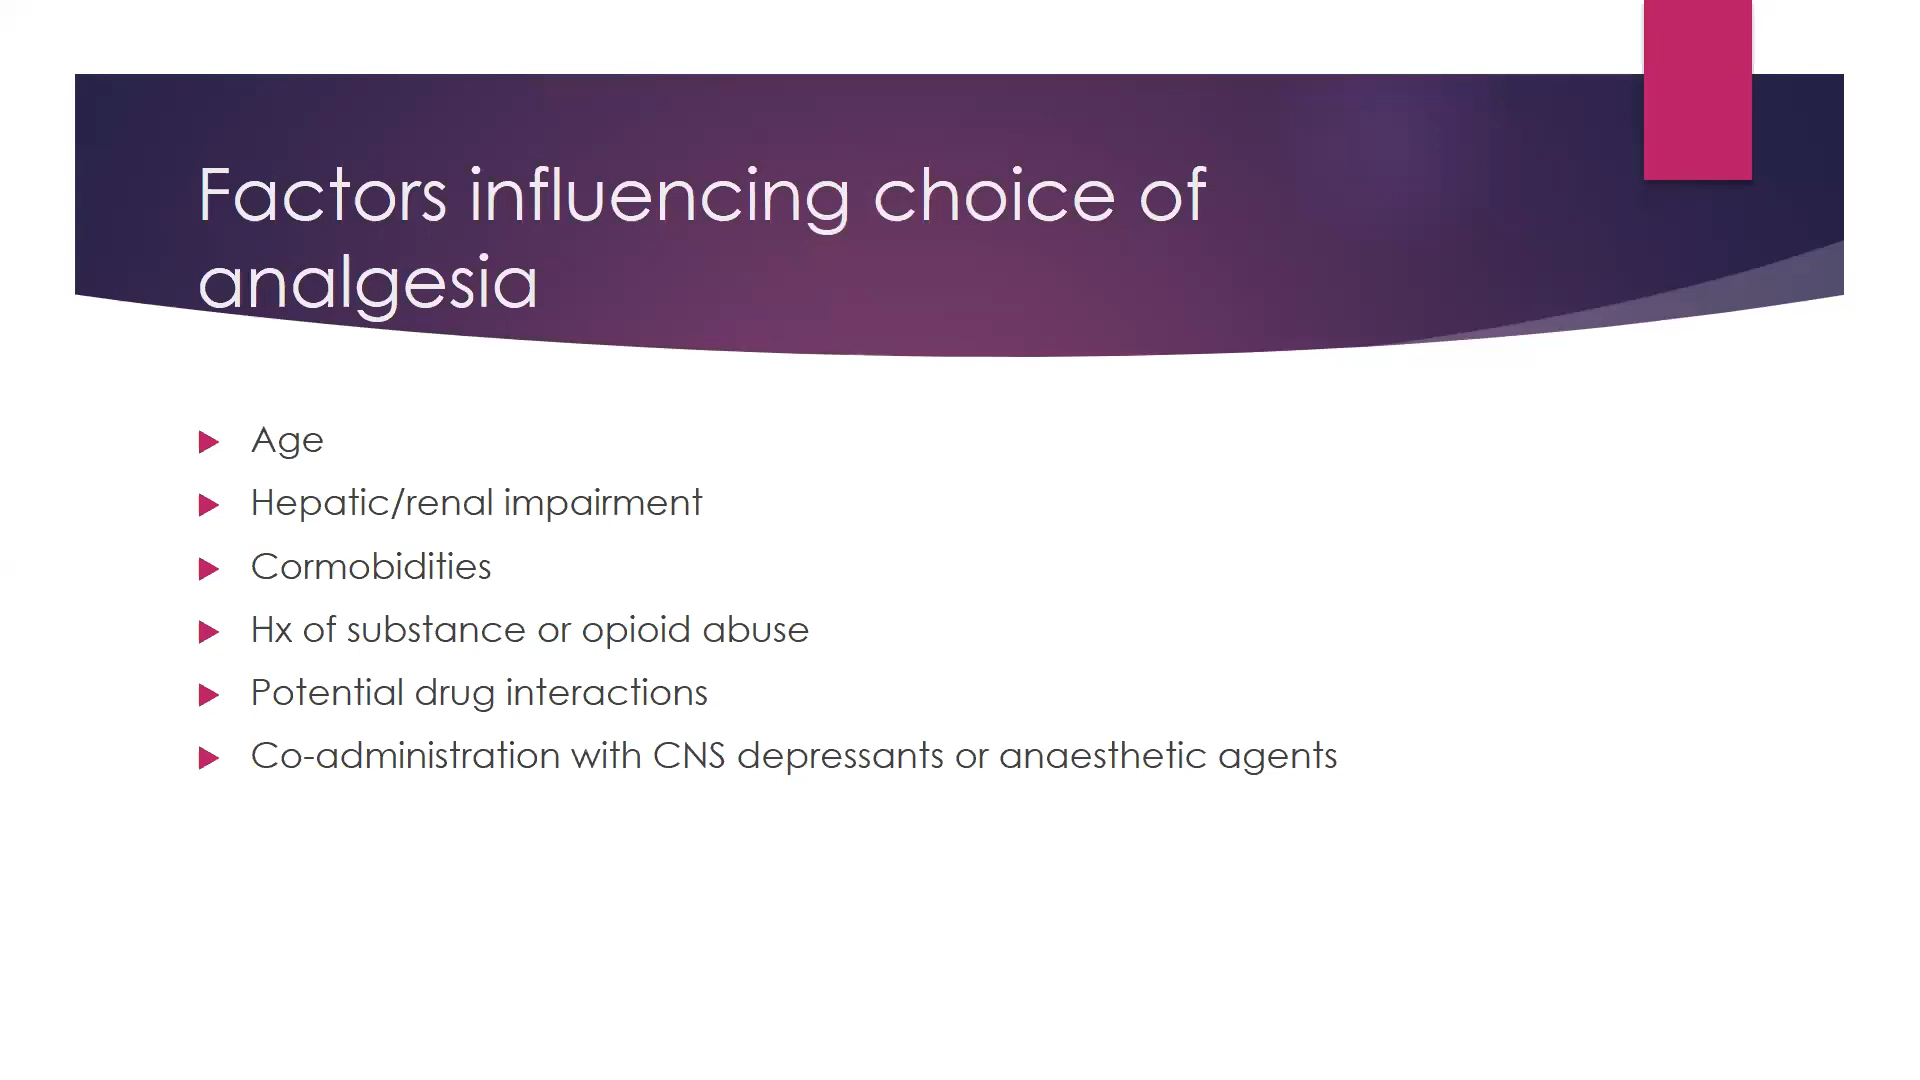 Factors influencing choice of
analgesia
Age
Hepatic/renal impairment
Cormobidities
Hx of substance or opioid abuse
Potential drug interactions
Co-administration with CNS depressants or anaesthetic agents